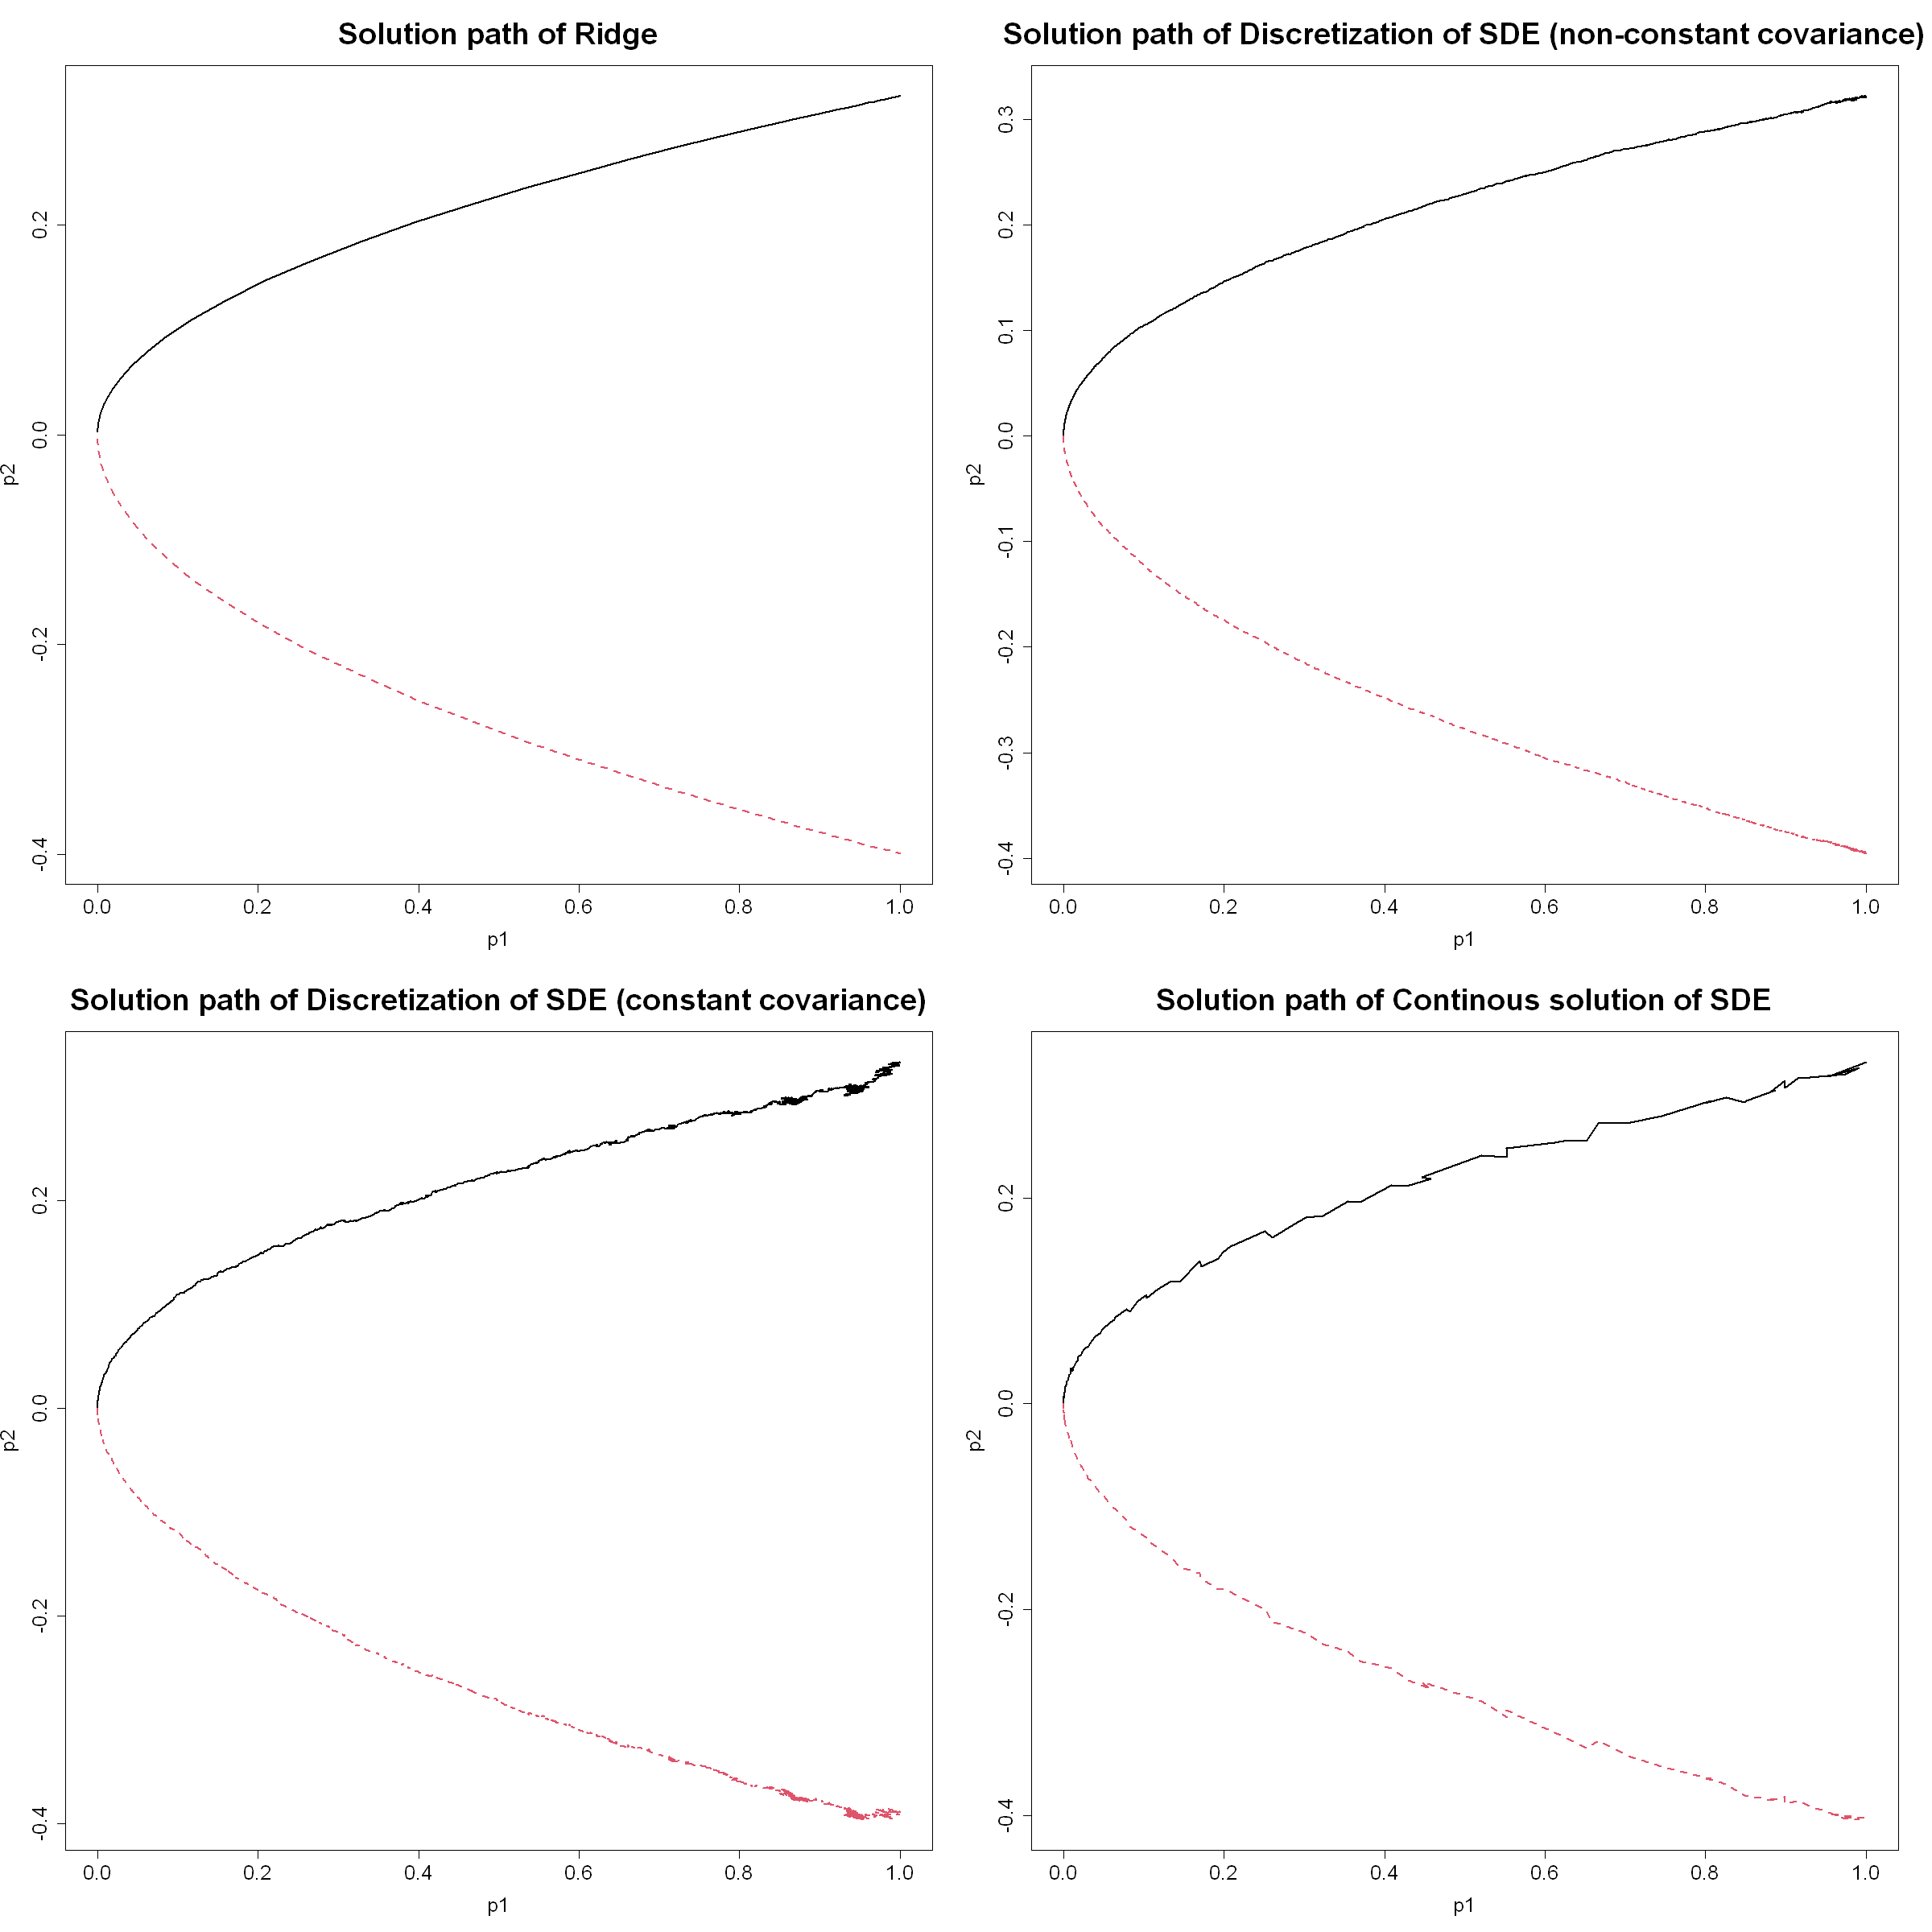 Solution path of Ridge
p2
0.2
0.0
-0.2
-0.4
0.0 0.2 0.4 0.6 0.8 1.0
p1
Solution path of Discretization of SDE (non-constant covariance)
p2
0.3
0.2
0.1
0.0
-0.1
-0.2
-0.3
-0.4
0.0 0.2 0.4 0.6 0.8 1.0
p1
Solution path of Discretization of SDE (constant covariance)
p2
0.2
0.0
-0.2
-0.4
0.0 0.2 0.4 0.6 0.8 1.0
p1
Solution path of Continous solution of SDE
p2
0.2
0.0
-0.2
-0.4
0.0 0.2 0.4 0.6 0.8 1.0
p1